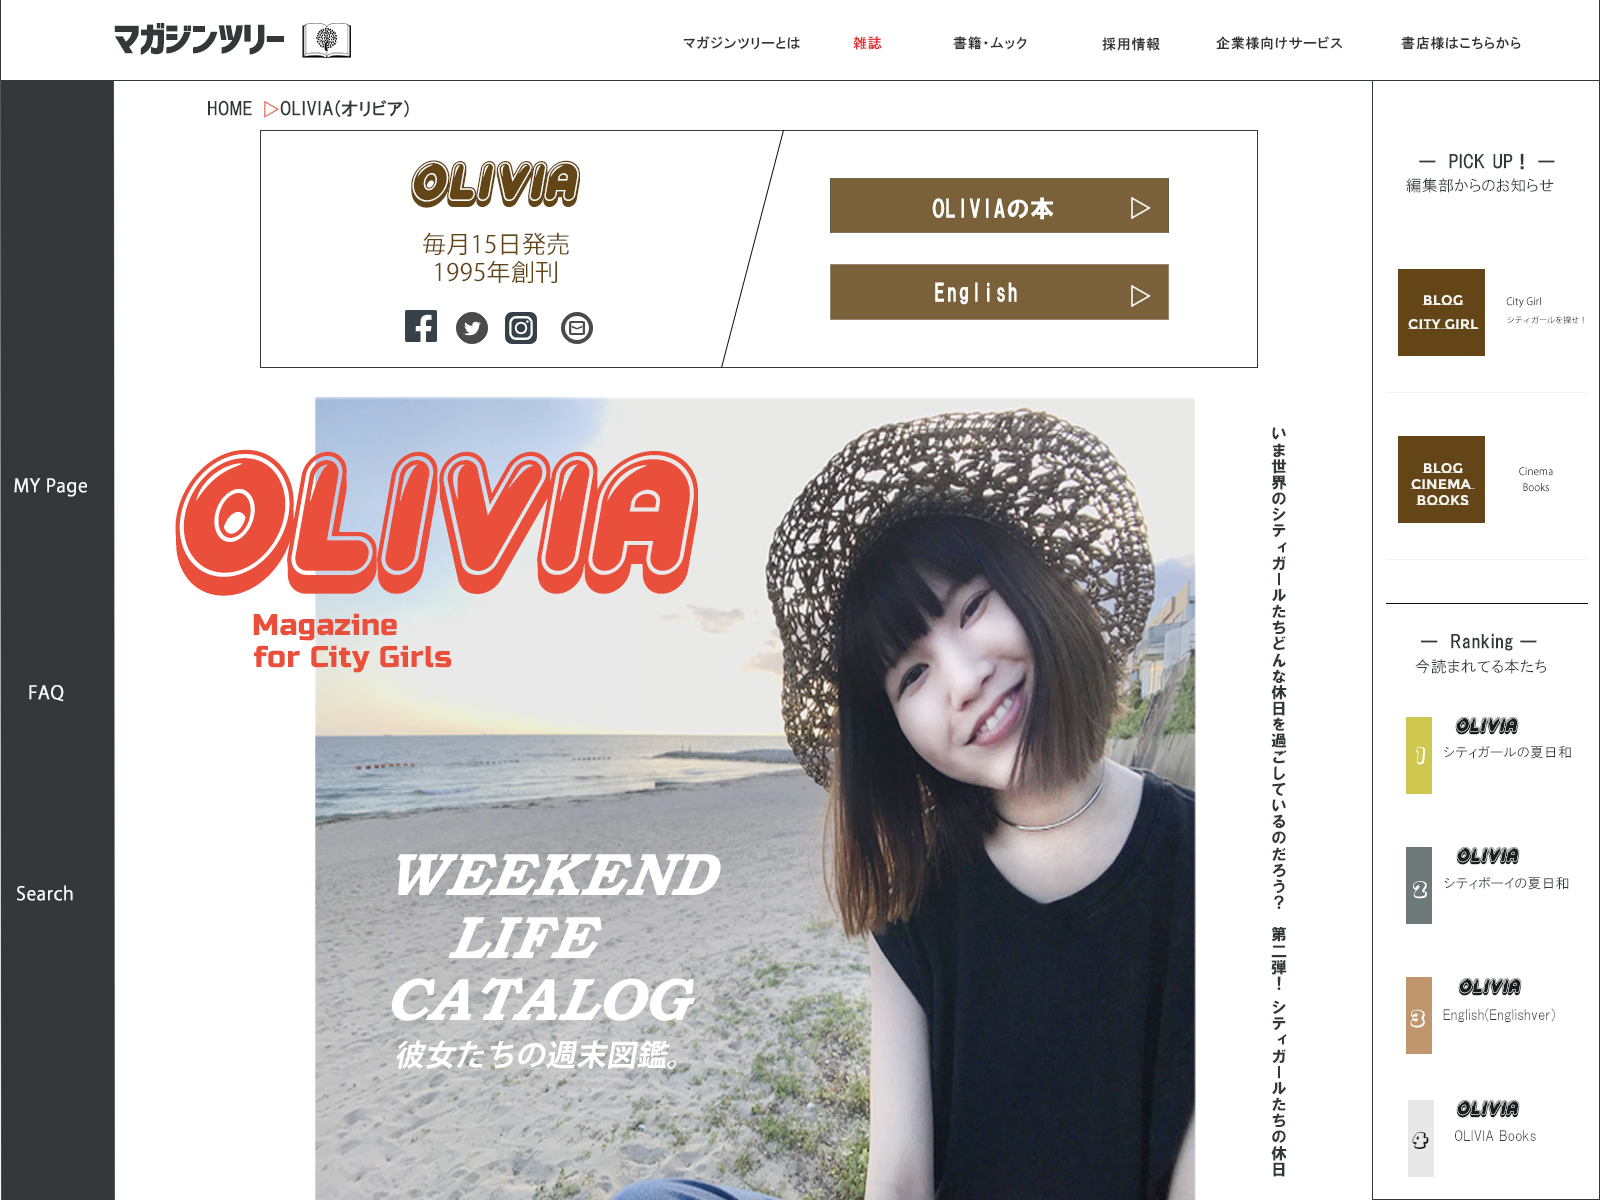 マガジンツリー
マガジンツリーとは
雑誌
書籍・ムック
採用情報
企業様向けサービス
書店様はこちらから
MY Page
FAQ
Search
HOME ▷OLIVIA(オリビア)
OLIVIA
毎月15日発売
1995年創刊
OLIVIAの本
English
OLIVIA
Magazine
for City Girls
WEEKEND
LIFE
CATALOG
彼女たちの週末図鑑。
いま世界のシティガールたちどんな休日を過ごしているのだろう？　第二弾！ シティガールたちの休日
— PICK UP！ —
編集部からのお知らせ
BLOG
CITY GIRL
City Girl
シティガールを探せ！
BLOG
CINEMA
BOOKS
Cinema
Books
— Ranking —
今読まれてる本たち
1
OLIVIA
シティガールの夏日和
2
OLIVIA
シティボーイの夏日和
3
OLIVIA
English(Englishver)
4
OLIVIA
OLIVIA Books